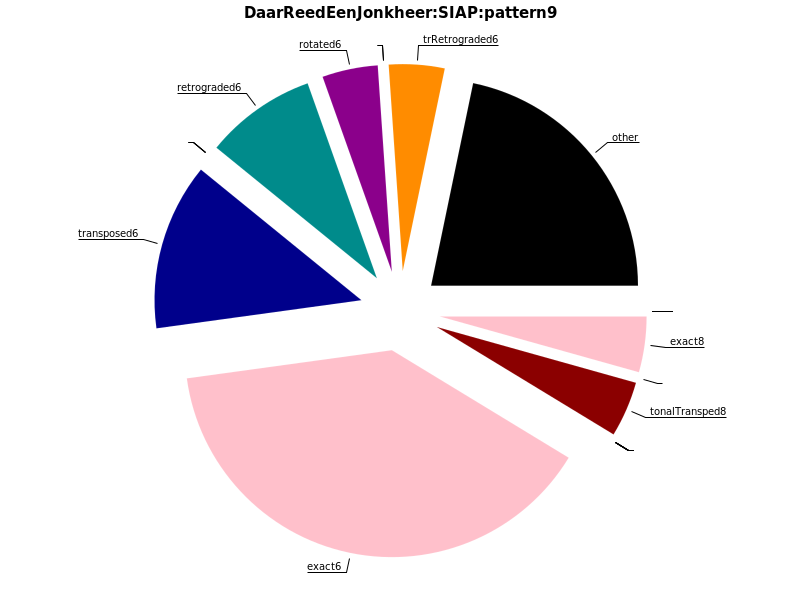 DaarReedEenJonkheer:SIAP:pattern9
trRetrograded6
rotated6
retrograded6
other
transposed6
exact8
tonalTransped8
exact6